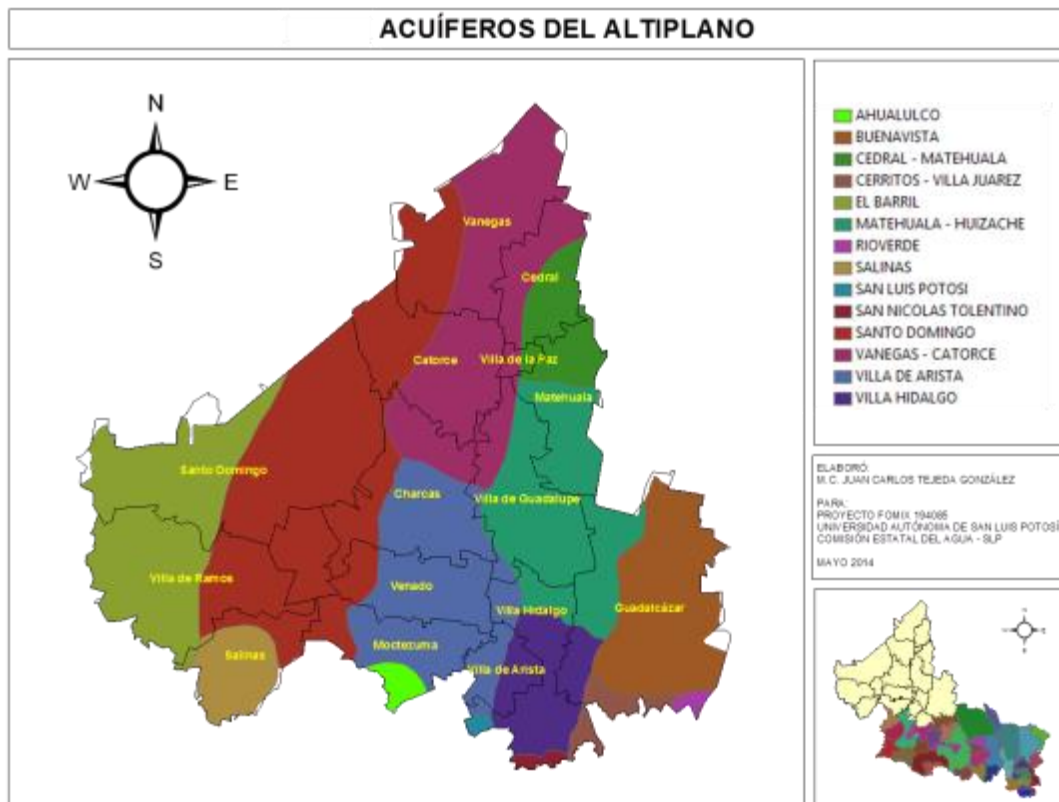 ACUÍFEROS DEL ALTIPLANO
N
W
E
S
Vanegas
Cedral
Catorce
Villa de la Paz
Matehuala
Santo Domingo
Charcas
Villa de Guadalupe
Villa de Ramos
Venado
Villa Hidalgo
Guadalcázar
Salinas
Moctezuma
Villa de Arista
AHUALULCO
BUENAVISTA
CEDRAL - MATEHUALA
CERRITOS - VILLA JUAREZ
EL BARRIL
MATEHUALA - HUIZACHE
RIOVERDE
SALINAS
SAN LUIS POTOSI
SAN NICOLAS TOLENTINO
SANTO DOMINGO
VANEGAS - CATORCE
VILLA DE ARISTA
VILLA HIDALGO
ELABORÓ:
M.C. JUAN CARLOS TEJEDA GONZÁLEZ
PARA:
PROYECTO FOMIX 194085
UNIVERSIDAD AUTÓNOMA DE SAN LUIS POTOSÍ
COMISIÓN ESTATAL DEL AGUA - SLP
MAYO 2014